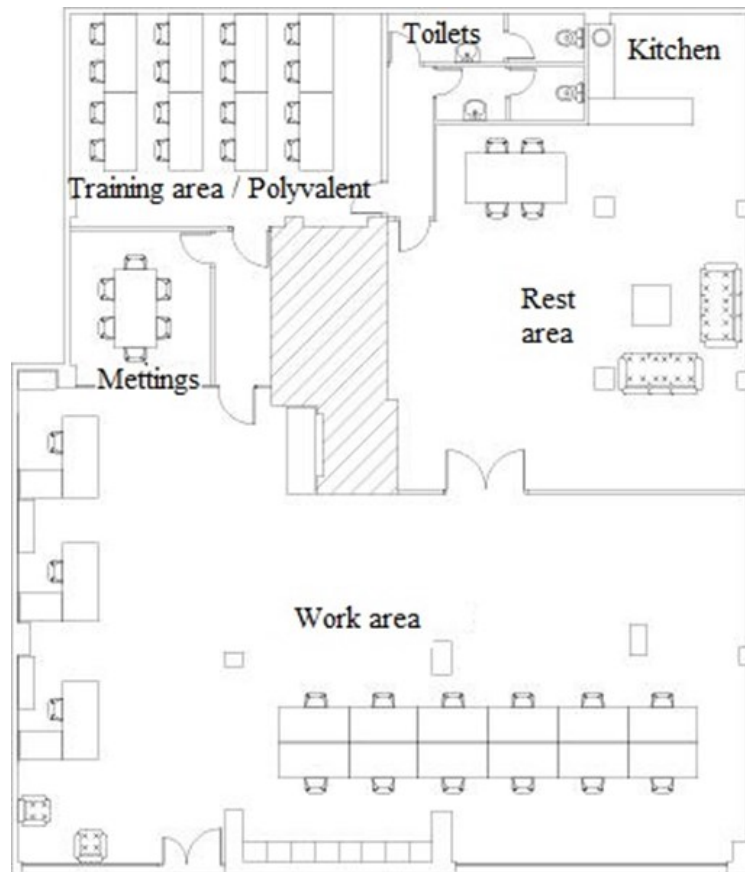 Toilets
Kitchen
Training area / Polyvalent
Rest
area
Mettings
Work area